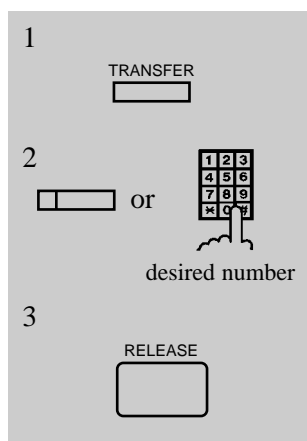 1
TRANSFER
2
or
1 2 3
4 5 6
7 8 9
* 0 #
desired number
3
RELEASE